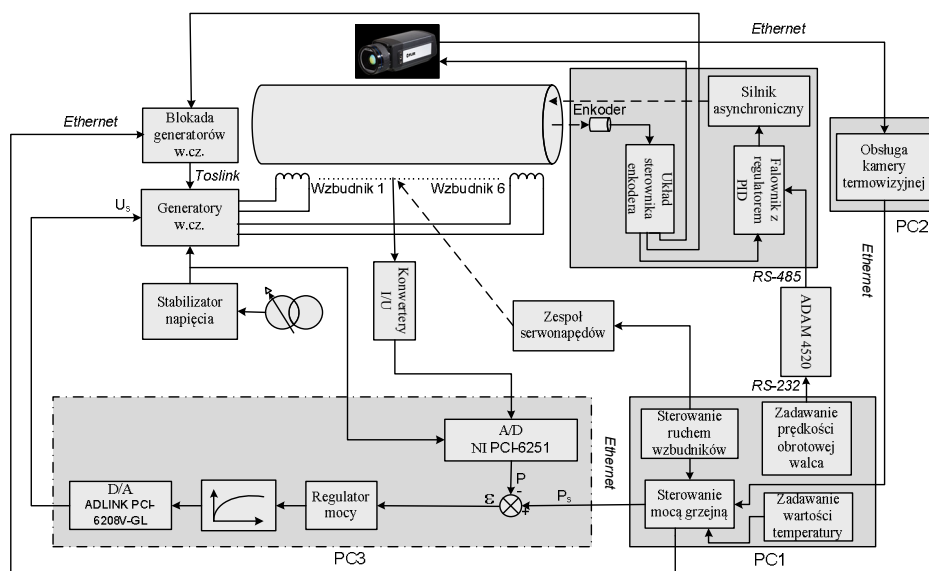 Ethernet
Ethernet
Blokada
generatorów
w.cz.
Toslink
Enkoder
Silnik
asynchroniczny
Układ
sterownika
enkodera
Falownik z
regulatorem
PID
Obsługa
kamery
termowizyjnej
PC2
Us
Generatory
w.cz.
Wzbudnik 1
Wzbudnik 6
RS-485
Ethernet
Stabilizator
napięcia
Konwertery
I/U
Zespoł
serwonapędów
ADAM 4520
RS-232
A/D
NI PCI-6251
Ethernet
Sterowanie
ruchem
wzbudników
Zadawanie
prędkości
obrotowej
walca
P
-
D/A
ADLINK PCI-
6208V-GL
Regulator
mocy
ε
+
Ps
Sterowanie
mocą grzejną
Zadawanie
wartości
temperatury
PC3
PC1